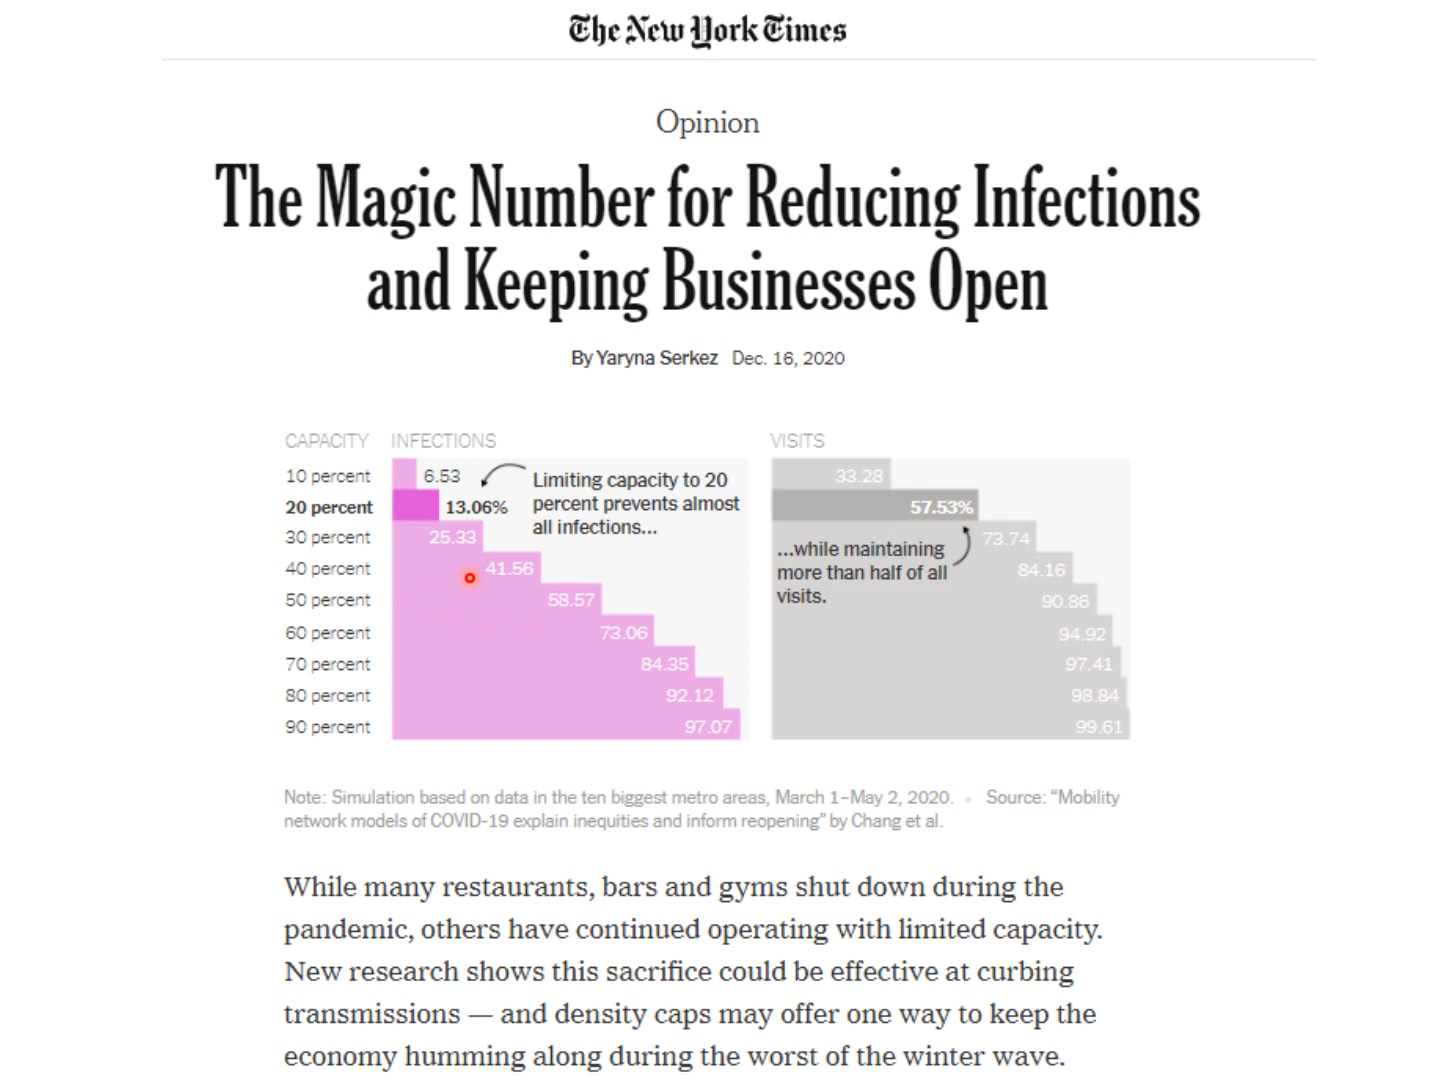 The New York Times
Opinion
The Magic Number for Reducing Infections
and Keeping Businesses Open
By Yaryna Serkez Dec. 16, 2020
CAPACITY INFECTIONS VISITS
10 percent 6.53 33.28
20 percent 13.06% 57.53%
30 percent 25.33 73.74
40 percent 41.56 84.16
50 percent 58.57 90.86
60 percent 73.06 94.92
70 percent 84.35 97.41
80 percent 92.12 98.84
90 percent 97.07 99.61
Limiting capacity to 20
percent prevents almost
all infections...
...while maintaining
more than half of all
visits.
Note: Simulation based on data in the ten biggest metro areas, March 1–May 2, 2020. • Source: “Mobility
network models of COVID-19 explain inequities and inform reopening” by Chang et al.
While many restaurants, bars and gyms shut down during the
pandemic, others have continued operating with limited capacity.
New research shows this sacrifice could be effective at curbing
transmissions — and density caps may offer one way to keep the
economy humming along during the worst of the winter wave.